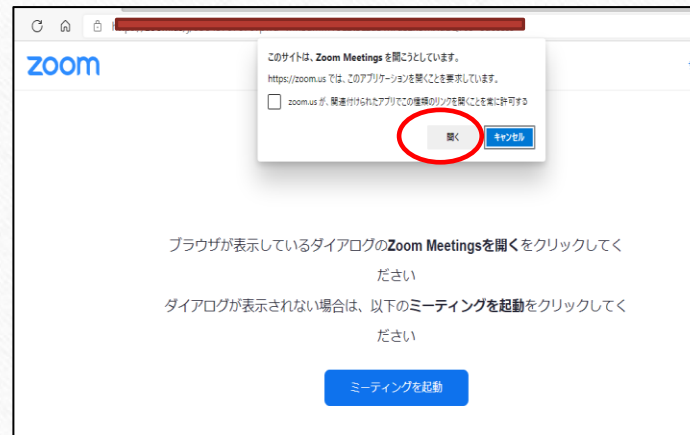 zoom
このサイトは、Zoom Meetings を開こうとしています。
https://zoom.us では、このアプリケーションを開くことを要求しています。
zoom.us が、関連付けられたアプリでこの種類のリンクを開くことを常に許可する
開く
キャンセル
ブラウザが表示しているダイアログのZoom Meetingsを開くをクリックしてく
ださい
ダイアログが表示されない場合は、以下のミーティングを起動をクリックしてく
ださい
ミーティングを起動